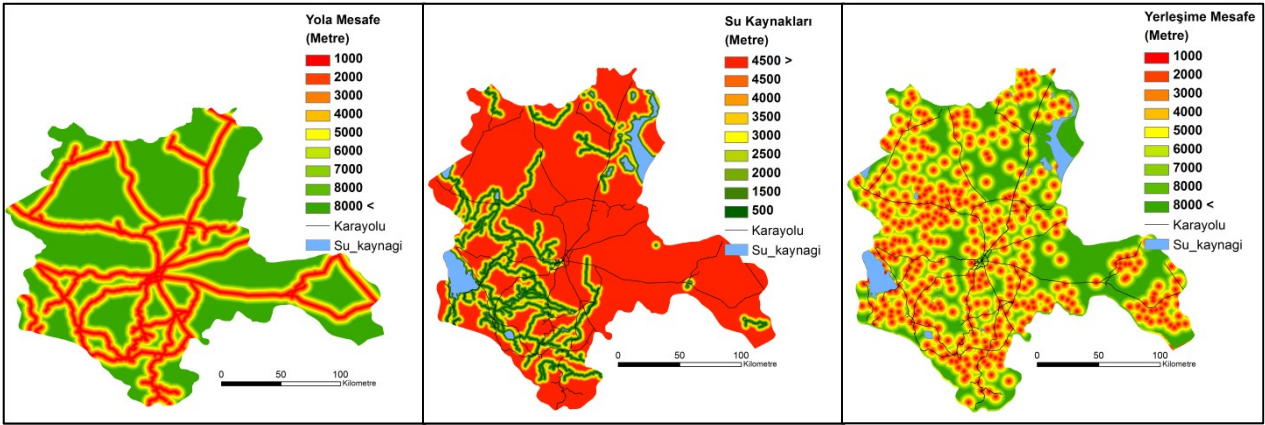 Yola Mesafe
(Metre)
1000
2000
3000
4000
5000
6000
7000
8000
8000 <
Karayolu
Su_kaynagi
0 50 100
Kilometre
Su Kaynakları
(Metre)
4500 >
4500
4000
3500
3000
2500
2000
1500
500
Karayolu
Su_kaynagi
0 50 100
Kilometre
Yerleşime Mesafe
(Metre)
1000
2000
3000
4000
5000
6000
7000
8000
8000 <
Karayolu
Su_kaynagi
0 50 100
Kilometre